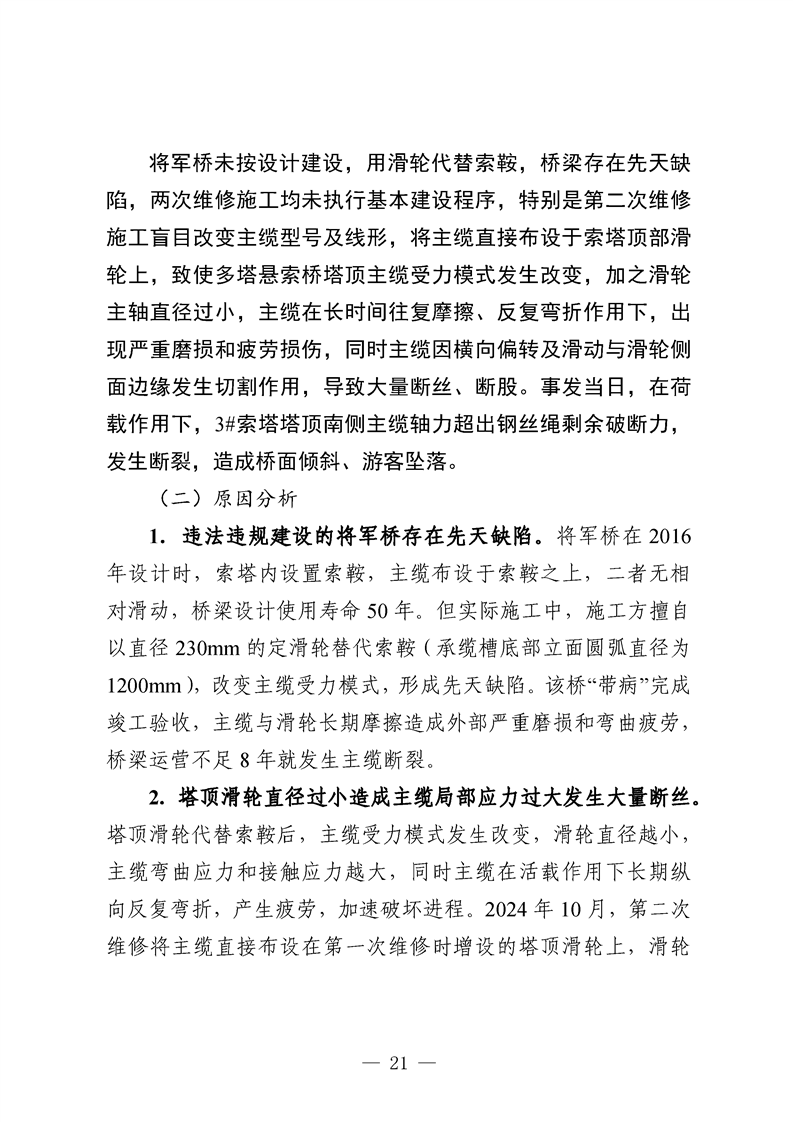 将军桥未按设计建设，用滑轮代替索鞍，桥梁存在先天缺
陷，两次维修施工均未执行基本建设程序，特别是第二次维修
施工盲目改变主缆型号及线形，将主缆直接布设于索塔顶部滑
轮上，致使多塔悬索桥塔顶主缆受力模式发生改变，加之滑轮
主轴直径过小，主缆在长时间往复摩擦、反复弯折作用下，出
现严重磨损和疲劳损伤，同时主缆因横向偏转及滑动与滑轮侧
面边缘发生切割作用，导致大量断丝、断股。事发当日，在荷
载作用下，3#索塔塔顶南侧主缆轴力超出钢丝绳剩余破断力，
发生断裂，造成桥面倾斜、游客坠落。
（二）原因分析
1. 违法违规建设的将军桥存在先天缺陷。将军桥在 2016
年设计时，索塔内设置索鞍，主缆布设于索鞍之上，二者无相
对滑动，桥梁设计使用寿命 50 年。但实际施工中，施工方擅自
以直径 230mm 的定滑轮替代索鞍（承缆槽底部立面圆弧直径为
1200mm），改变主缆受力模式，形成先天缺陷。该桥“带病”完成
竣工验收，主缆与滑轮长期摩擦造成外部严重磨损和弯曲疲劳，
桥梁运营不足 8 年就发生主缆断裂。
2. 塔顶滑轮直径过小造成主缆局部应力过大发生大量断丝。
塔顶滑轮代替索鞍后，主缆受力模式发生改变，滑轮直径越小，
主缆弯曲应力和接触应力越大，同时主缆在活载作用下长期纵
向反复弯折，产生疲劳，加速破坏进程。2024 年 10 月，第二次
维修将主缆直接布设在第一次维修时增设的塔顶滑轮上，滑轮
— 21 —